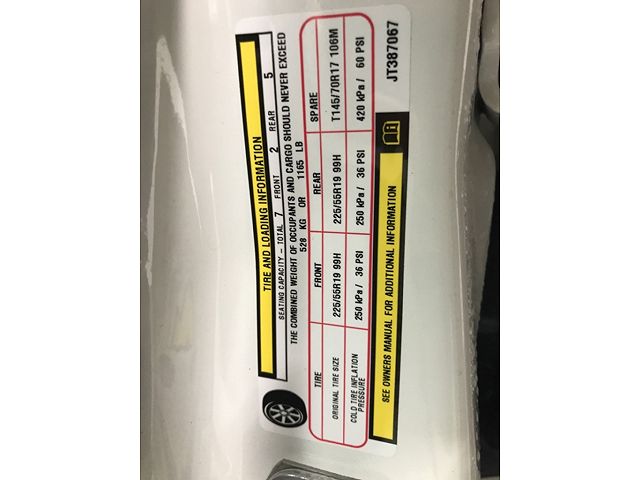 TIRE AND LOADING INFORMATION
SEATING CAPACITY – TOTAL 7 FRONT 2 REAR 5
THE COMBINED WEIGHT OF OCCUPANTS AND CARGO SHOULD NEVER EXCEED
528 KG OR 1165 LB
TIRE FRONT REAR SPARE
ORIGINAL TIRE SIZE 225/55R19 99H 225/55R19 99H T145/70R17 106M
COLD TIRE INFLATION PRESSURE 250 kPa / 36 PSI 250 kPa / 36 PSI 420 kPa / 60 PSI
SEE OWNERS MANUAL FOR ADDITIONAL INFORMATION
JT387067